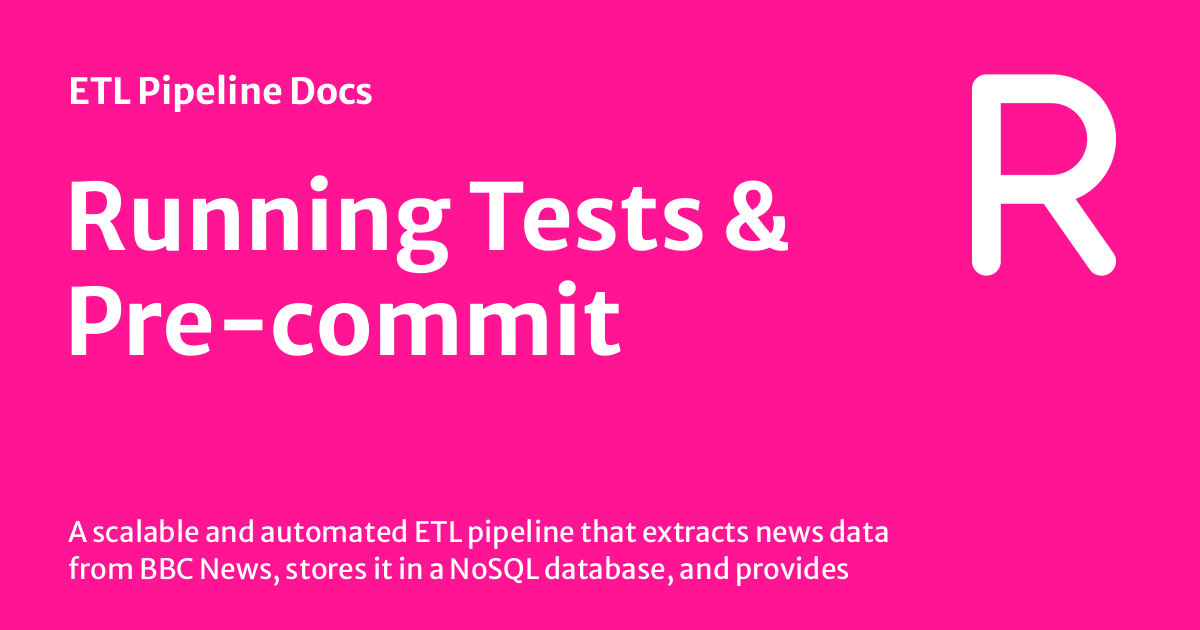 ETL Pipeline Docs
R
Running Tests &
Pre-commit
A scalable and automated ETL pipeline that extracts news data
from BBC News, stores it in a NoSQL database, and provides